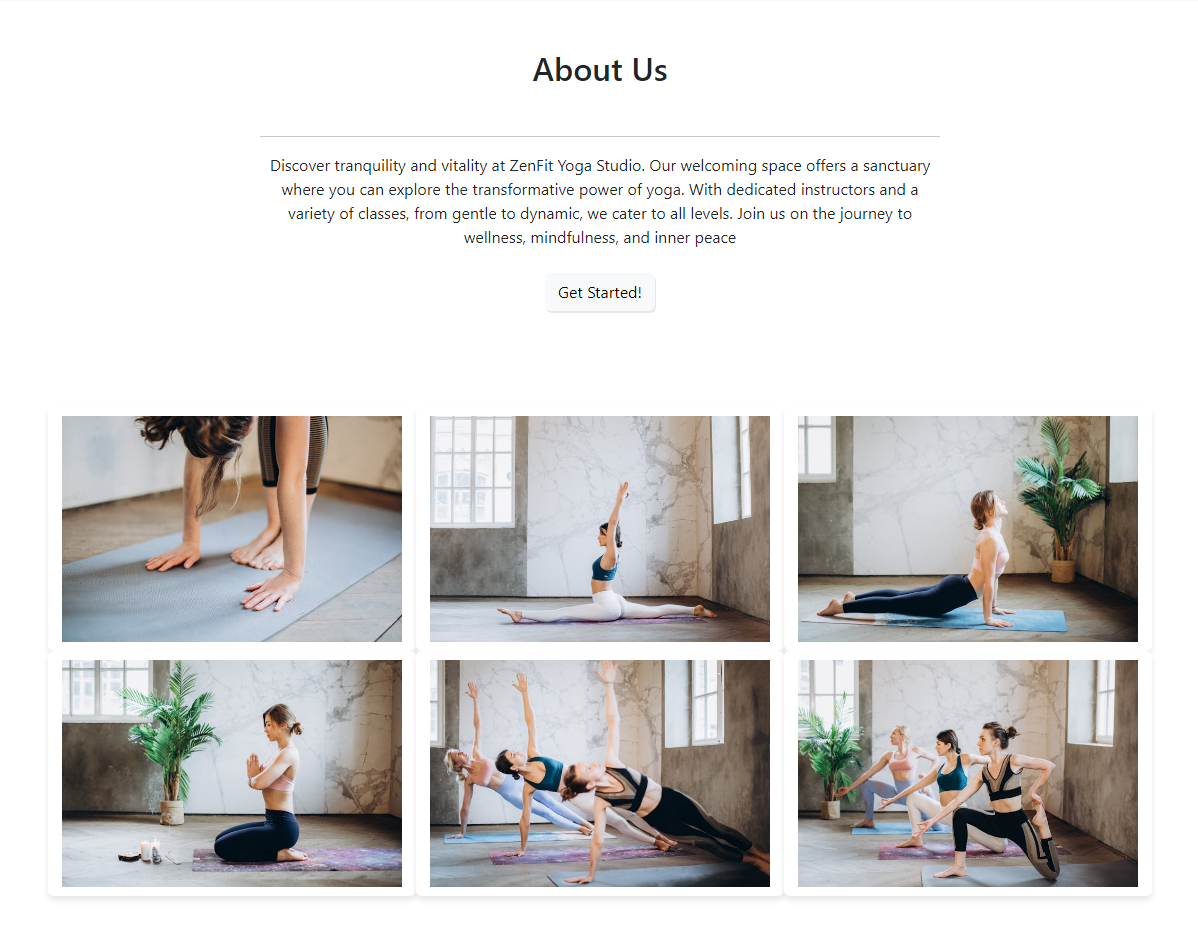 About Us
Discover tranquility and vitality at ZenFit Yoga Studio. Our welcoming space offers a sanctuary
where you can explore the transformative power of yoga. With dedicated instructors and a
variety of classes, from gentle to dynamic, we cater to all levels. Join us on the journey to
wellness, mindfulness, and inner peace
Get Started!